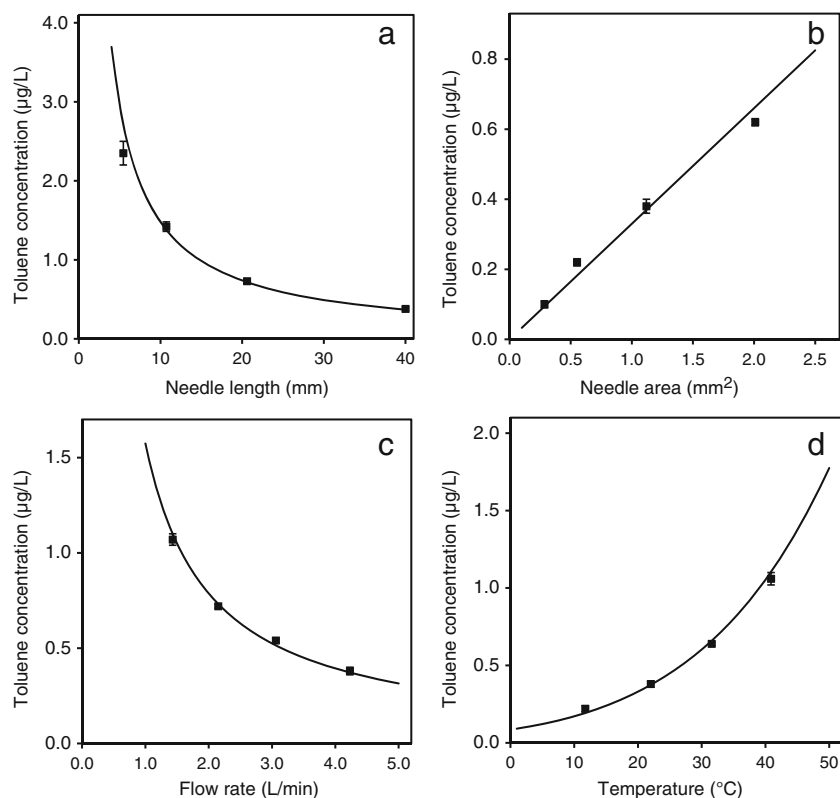 a
4.0
3.0
2.0
1.0
0.0
0 10 20 30 40
Toluene concentration (µg/L)
Needle length (mm)
b
0.8
0.6
0.4
0.2
0.0
0.0 0.5 1.0 1.5 2.0 2.5
Toluene concentration (µg/L)
Needle area (mm²)
c
1.5
1.0
0.5
0.0
0.0 1.0 2.0 3.0 4.0 5.0
Toluene concentration (µg/L)
Flow rate (L/min)
d
2.0
1.5
1.0
0.5
0.0
0 10 20 30 40 50
Toluene concentration (µg/L)
Temperature (°C)